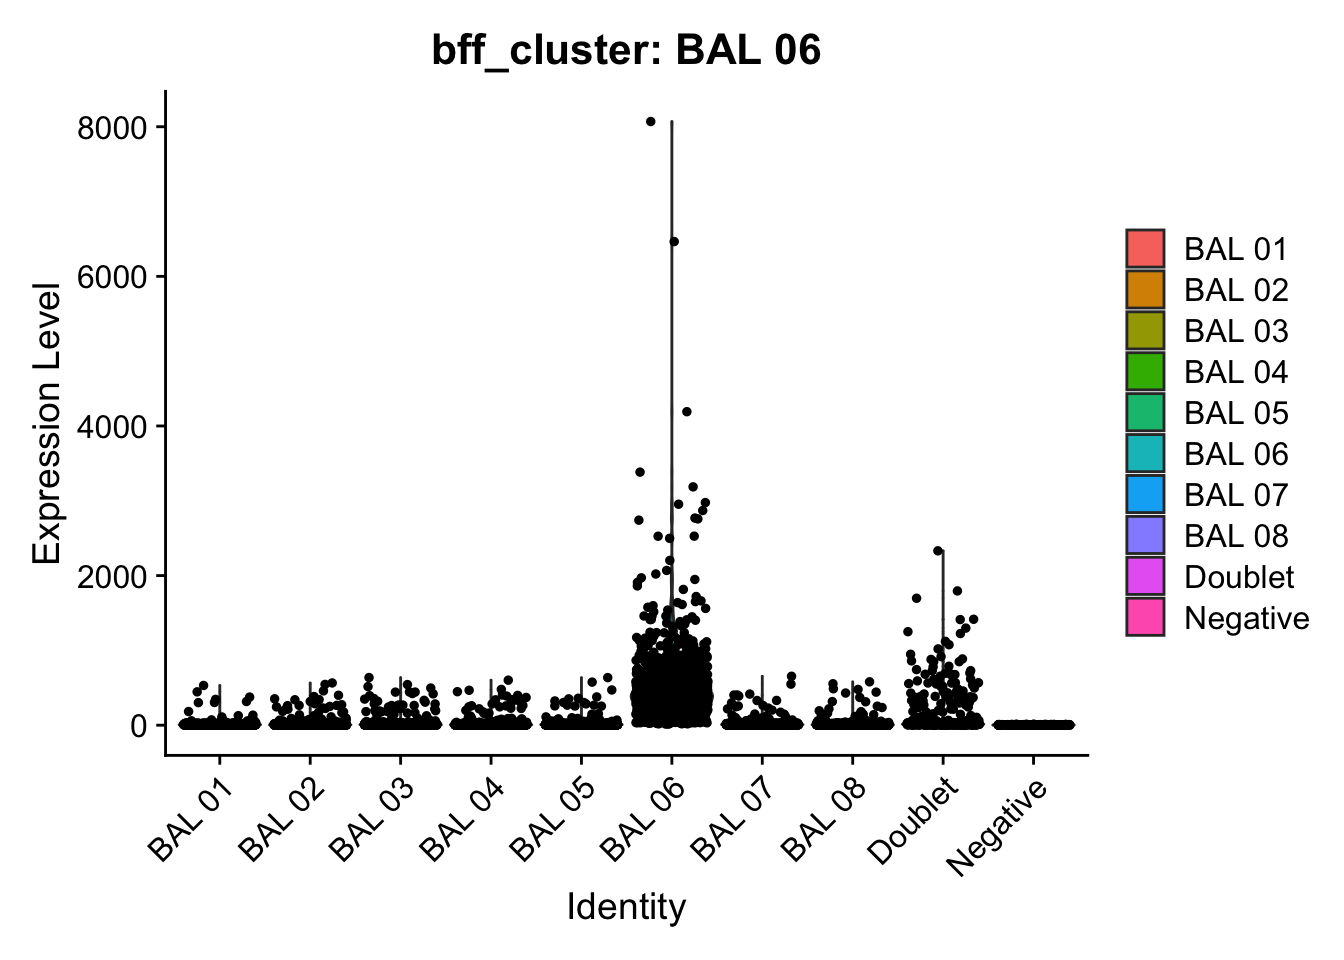 bff_cluster: BAL 06
Expression Level
8000
6000
4000
2000
0
BAL 01
BAL 02
BAL 03
BAL 04
BAL 05
BAL 06
BAL 07
BAL 08
Doublet
Negative
Identity
BAL 01
BAL 02
BAL 03
BAL 04
BAL 05
BAL 06
BAL 07
BAL 08
Doublet
Negative